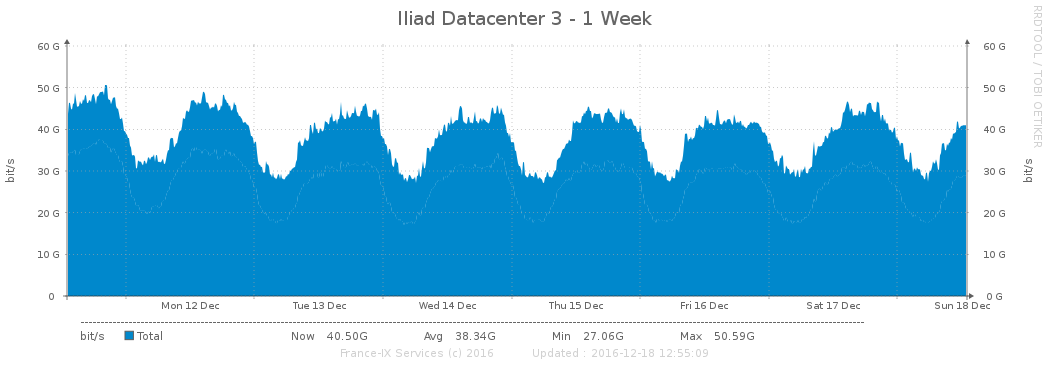 Iliad Datacenter 3 - 1 Week
RRDTOOL / TOBI OETIKER
60 G 60 G
50 G 50 G
40 G 40 G
30 G 30 G
20 G 20 G
10 G 10 G
0 0 G
bit/s
bit/s
Mon 12 Dec Tue 13 Dec Wed 14 Dec Thu 15 Dec Fri 16 Dec Sat 17 Dec Sun 18 Dec
bit/s Total Now 40.50G Avg 38.34G Min 27.06G Max 50.59G
France-IX Services (c) 2016 Updated : 2016-12-18 12:55:09